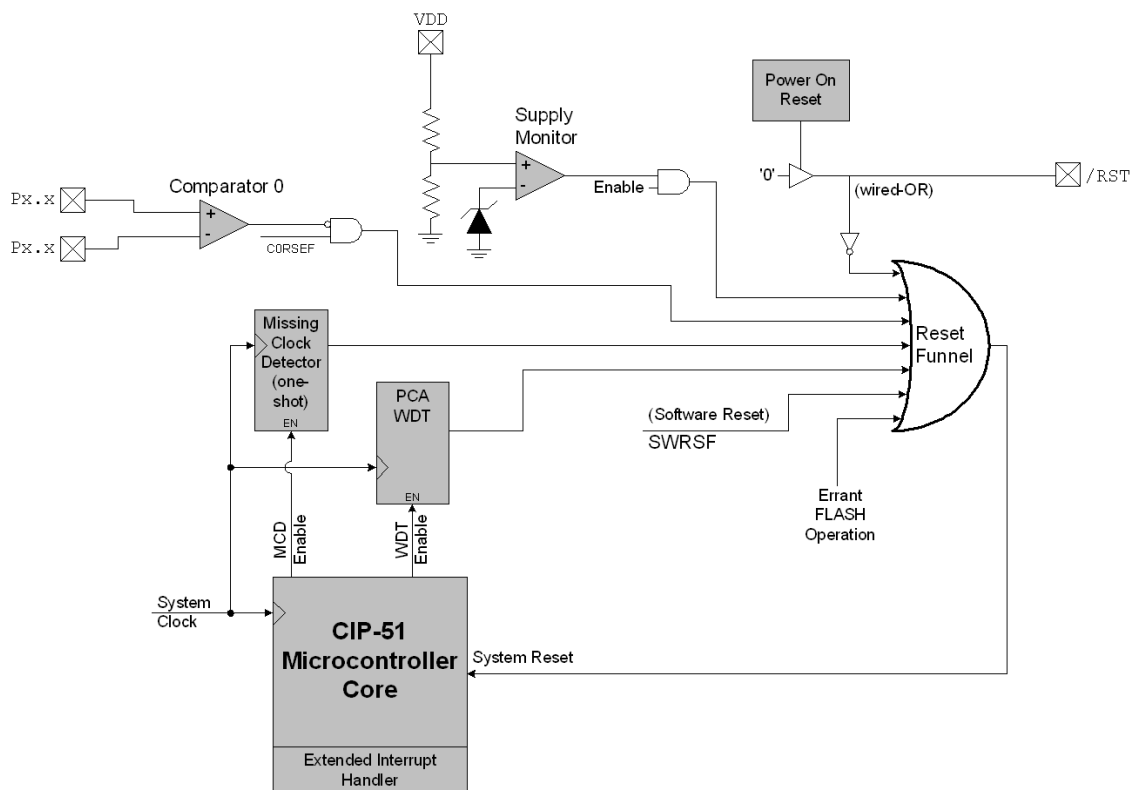 VDD
Power On
Reset
Supply
Monitor
+
-
Enable
'0'
(wired-OR)
/RST
Px.x
Px.x
Comparator 0
+
-
C0RSEF
Missing
Clock
Detector
(one-
shot)
EN
PCA
WDT
EN
Reset
Funnel
(Software Reset)
SWRSF
Errant
FLASH
Operation
MCD
Enable
WDT
Enable
System
Clock
CIP-51
Microcontroller
Core
System Reset
Extended Interrupt
Handler